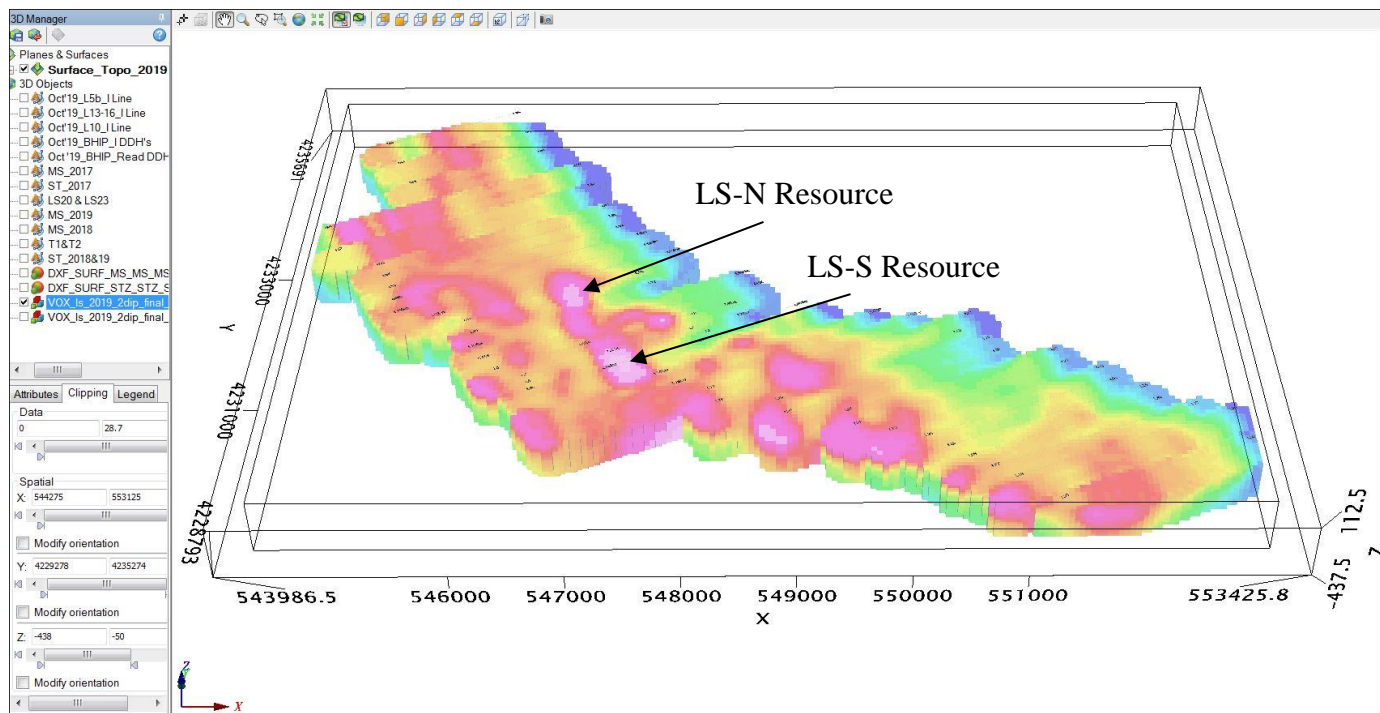 3D Manager
Planes & Surfaces
Surface_Topo_2019
3D Objects
Oct'19_L5b_I Line
Oct'19_L13-16_I Line
Oct'19_L10_I Line
Oct'19_BHIP_I DDH's
Oct '19_BHIP_Read DDH
MS_2017
ST_2017
LS20 & LS23
MS_2019
MS_2018
T1&T2
ST_2018&19
DXF_SURF_MS_MS_MS
DXF_SURF_STZ_STZ_S
VOX_ls_2019_2dip_final_
VOX_ls_2019_2dip_final_
Attributes Clipping Legend
Data
0 28.7
Spatial
X: 544275 553125
Modify orientation
Y: 4229278 4235274
Modify orientation
Z: -438 -50
Modify orientation
LS-N Resource
LS-S Resource
4235691
4233000
Y
4231000
4228793
543986.5 546000 547000 548000 549000 550000 551000 553425.8
X
112.5
Z
-437.5
Z
X